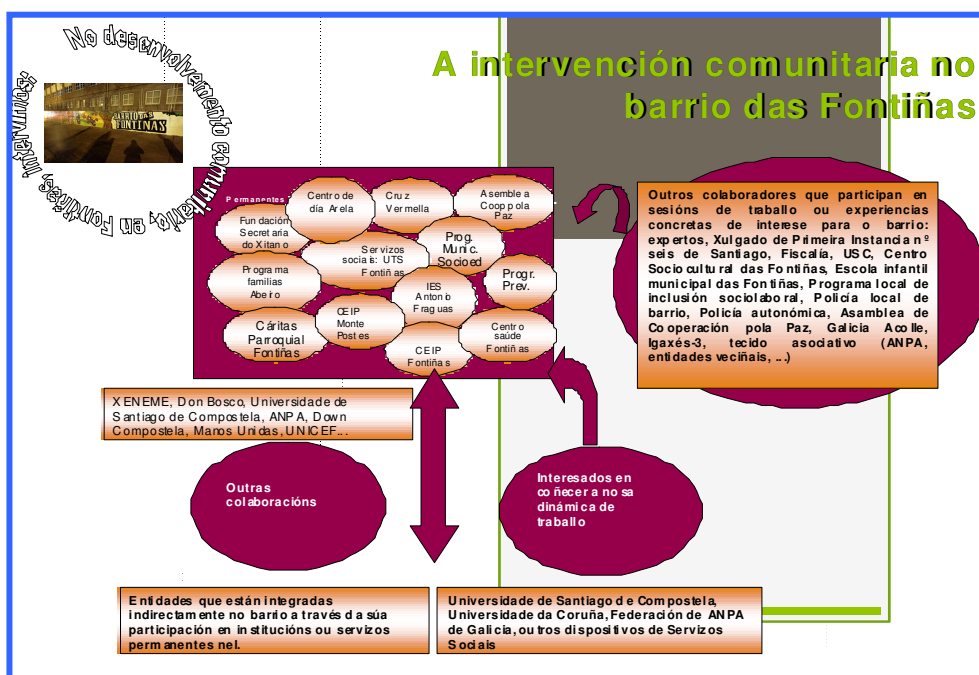 No desenvolvemento comunitario, en Fontiñas, intervimos:
BARRIO DAS
FONTIÑAS
A intervención comunitaria no
barrio das Fontiñas
Permanentes
Fundación
Secretaria
do Xitano
Centro de
día Arela
Cruz
Vermella
Asemblea
Coop pola
Paz
Servizos
sociais: UTS
Fontiñas
Prog.
Munic.
Socioed
Progr.
Prev.
Programa
familias
Abeiro
IES
Antonio
Fraguas
CEIP
Monte
Postes
Cáritas
Parroquial
Fontiñas
CEIP
Fontiñas
Centro
saúde
Fontiñas
Outros colaboradores que participan en
sesións de traballo ou experiencias
concretas de interese para o barrio:
expertos, Xulgado de Primeira Instancia nº
seis de Santiago, Fiscalía, USC, Centro
Sociocultural das Fontiñas, Escola infantil
municipal das Fontiñas, Programa local de
inclusión sociolaboral, Policía local de
barrio, Policía autonómica, Asamblea de
Cooperación pola Paz, Galicia Acolle,
Igaxés-3, tecido asociativo (ANPA,
entidades veciñais, ...)
XENEME, Don Bosco, Universidade de
Santiago de Compostela, ANPA, Down
Compostela, Manos Unidas, UNICEF...
Outras
colaboracións
Interesados en
coñecer a nosa
dinámica de
traballo
Entidades que están integradas
indirectamente no barrio a través da súa
participación en institucións ou servizos
permanentes nel.
Universidade de Santiago de Compostela,
Universidade da Coruña, Federación de ANPA
de Galicia, outros dispositivos de Servizos
Sociais